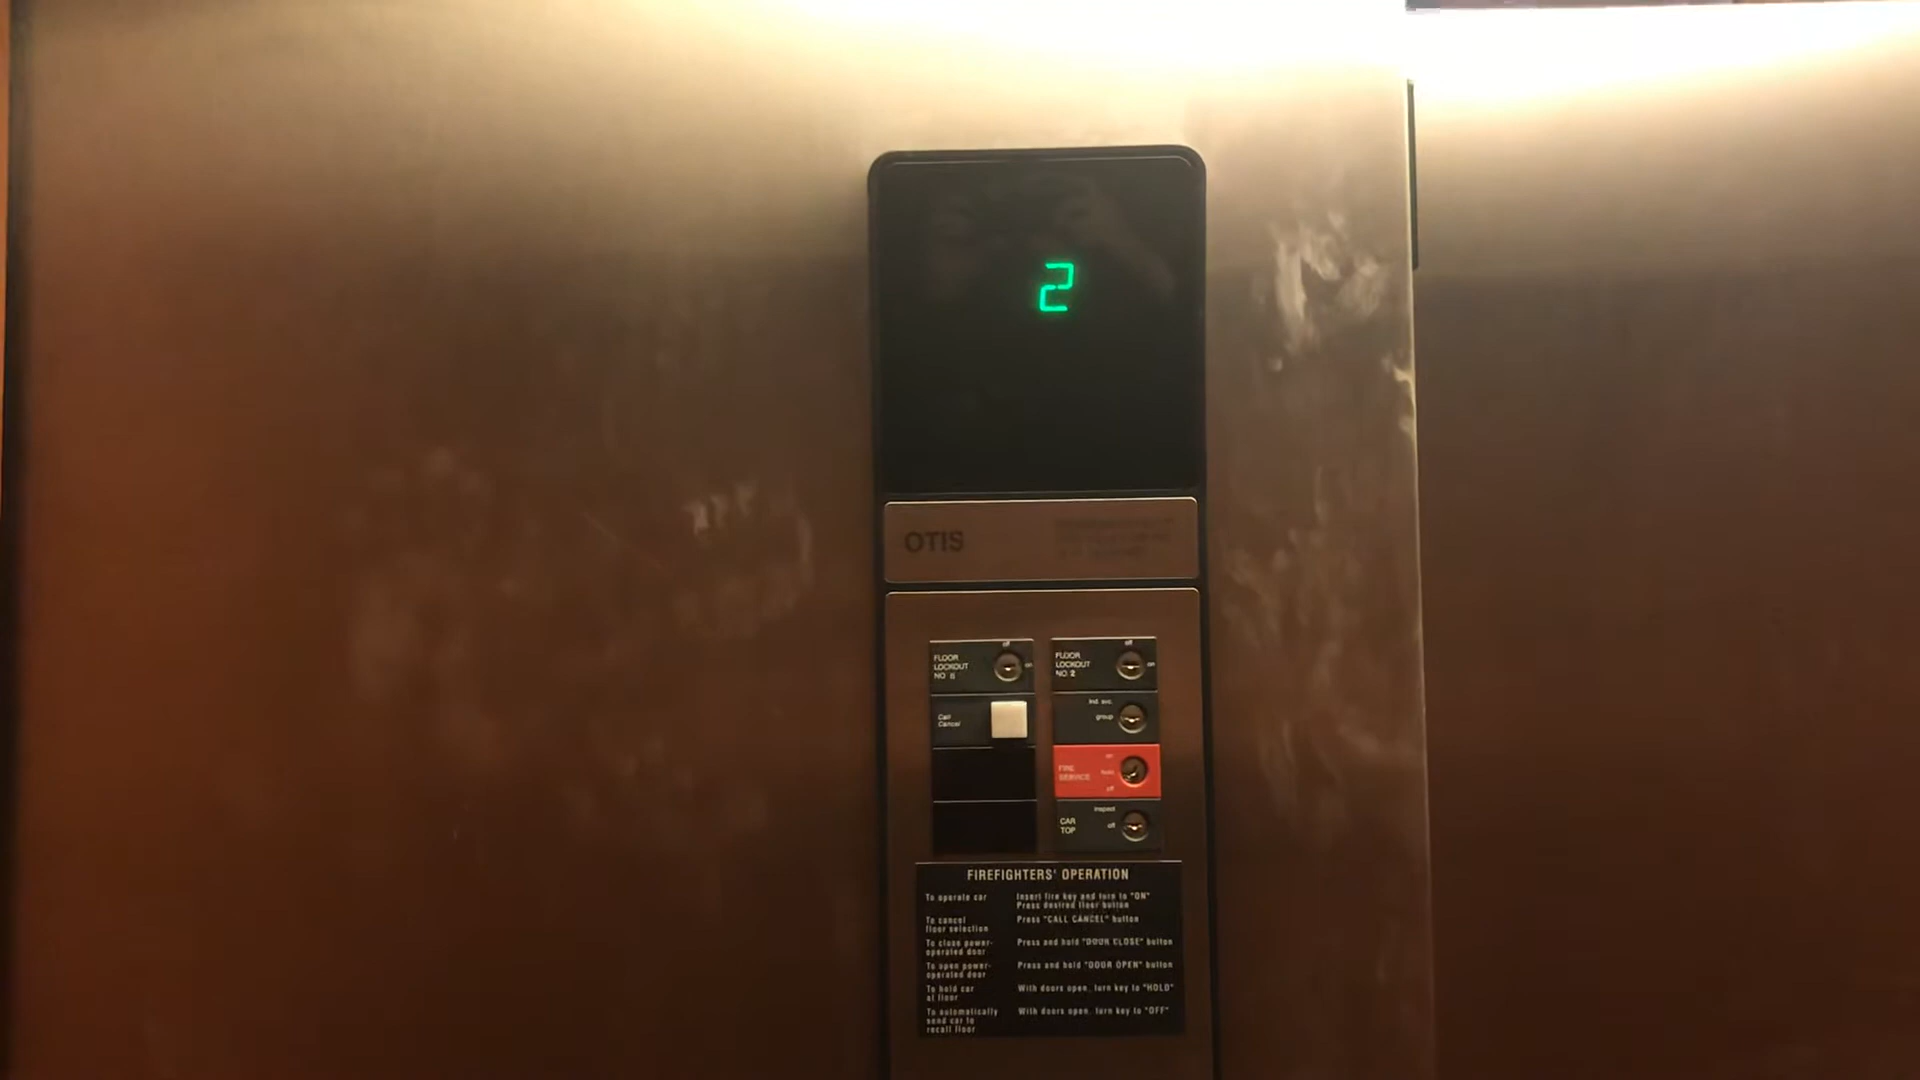 2
OTIS
off
FLOOR
LOCKOUT
NO
on
Call
Cancel
off
FLOOR
LOCKOUT
NO 2
on
ind. svc.
group
on
FIRE
SERVICE
hold
off
inspect
CAR
TOP
off
FIREFIGHTERS' OPERATION
To operate car
Insert fire key and turn to "ON"
Press desired floor button
To cancel
floor selection
Press "CALL CANCEL" button
To close power-
operated door
Press and hold "DOOR CLOSE" button
To open power-
operated door
Press and hold "DOOR OPEN" button
To hold car
at floor
With doors open, turn key to "HOLD"
To automatically
send car to
recall floor
With doors open, turn key to "OFF"